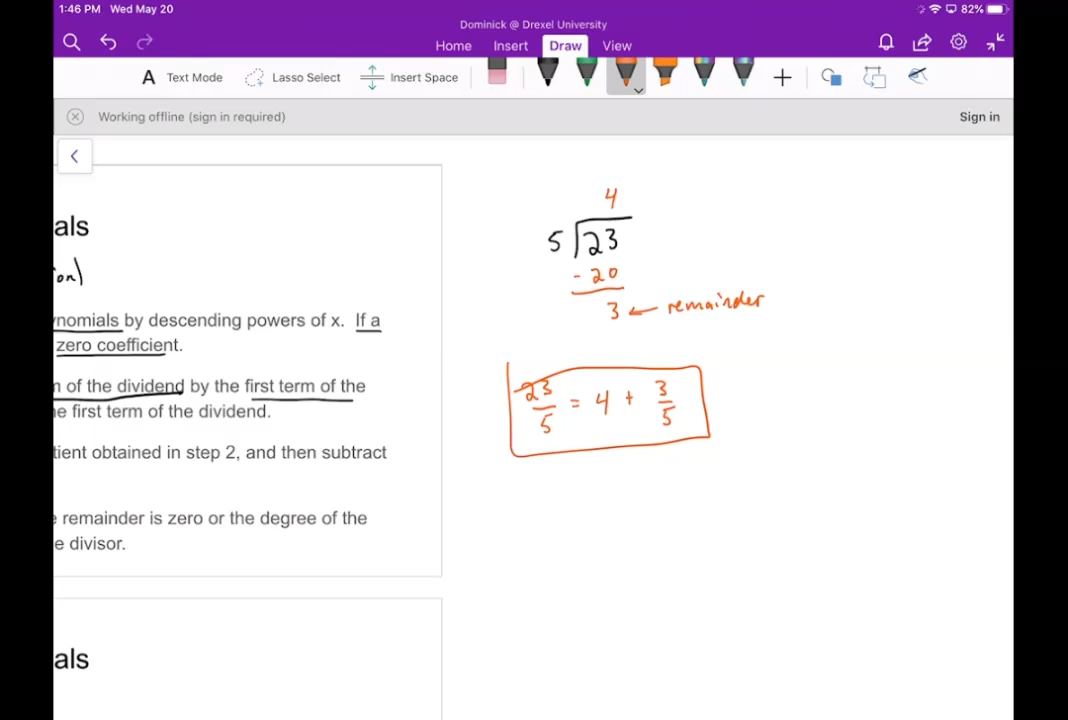 1:46 PM Wed May 20
82%
Dominick @ Drexel University
Home Insert Draw View
A Text Mode Lasso Select Insert Space
Working offline (sign in required) Sign in
als
ion)
nomials by descending powers of x. If a
zero coefficient.
of the dividend by the first term of the
e first term of the dividend.
tient obtained in step 2, and then subtract
remainder is zero or the degree of the
e divisor.
als
4
5 23
- 20
3 ← remainder
23/5 = 4 + 3/5